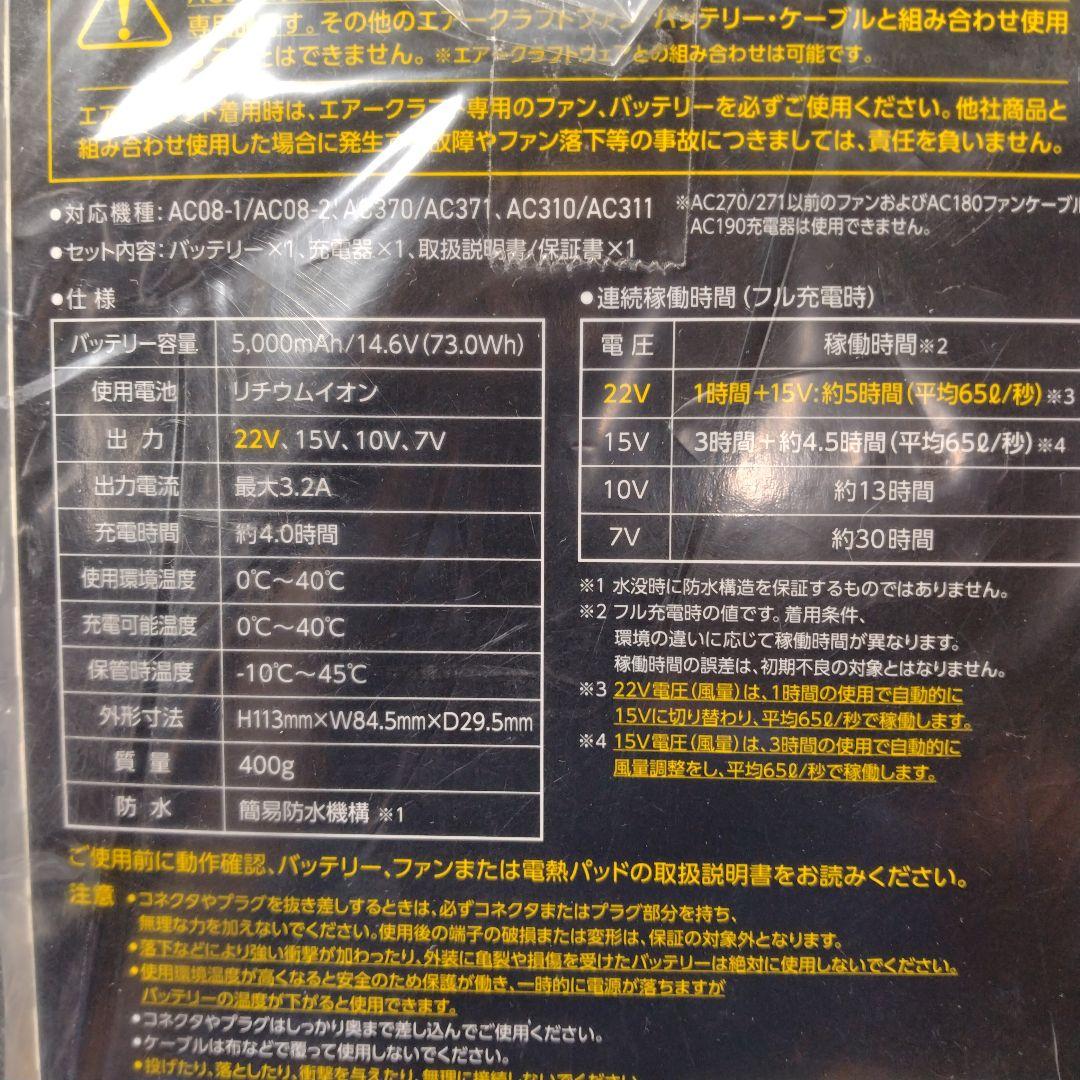 専用部品です。その他のエアークラフトファン・バッテリー・ケーブルと組み合わせ使用
することはできません。※エアークラフトウェアとの組み合わせは可能です。
エアークラフト着用時は、エアークラフト専用のファン、バッテリーを必ずご使用ください。他社商品と
組み合わせ使用した場合に発生する故障やファン落下等の事故につきましては、責任を負いません。
●対応機種：AC08-1/AC08-2、AC370/AC371、AC310/AC311
※AC270/271以前のファンおよびAC180ファンケーブル
AC190充電器は使用できません。
●セット内容：バッテリー×1、充電器×1、取扱説明書/保証書×1
●仕様
バッテリー容量 5,000mAh/14.6V(73.0Wh)
使用電池 リチウムイオン
出力 22V、15V、10V、7V
出力電流 最大3.2A
充電時間 約4.0時間
使用環境温度 0℃～40℃
充電可能温度 0℃～40℃
保管時温度 -10℃～45℃
外形寸法 H113mm×W84.5mm×D29.5mm
質量 400g
防水 簡易防水機構 ※1
●連続稼働時間（フル充電時）
電圧 稼働時間※2
22V 1時間＋15V：約5時間（平均65ℓ/秒）※3
15V 3時間＋約4.5時間（平均65ℓ/秒）※4
10V 約13時間
7V 約30時間
※1 水没時に防水構造を保証するものではありません。
※2 フル充電時の値です。着用条件、
環境の違いに応じて稼働時間が異なります。
稼働時間の誤差は、初期不良の対象とはなりません。
※3 22V電圧（風量）は、1時間の使用で自動的に
15Vに切り替わり、平均65ℓ/秒で稼働します。
※4 15V電圧（風量）は、3時間の使用で自動的に
風量調整をし、平均65ℓ/秒で稼働します。
ご使用前に動作確認、バッテリー、ファンまたは電熱パッドの取扱説明書をお読みください。
注意 ●コネクタやプラグを抜き差しするときは、必ずコネクタまたはプラグ部分を持ち、
無理な力を加えないでください。使用後の端子の破損または変形は、保証の対象外となります。
●落下などにより強い衝撃が加わったり、外装に亀裂や損傷を受けたバッテリーは絶対に使用しないでください。
●使用環境温度が高くなると安全のため保護が働き、一時的に電源が落ちますが
バッテリーの温度が下がると使用できます。
●コネクタやプラグはしっかり奥まで差し込んでご使用ください。
●ケーブルは布などで覆って使用しないでください。
●投げたり、落としたり、衝撃を与えたり、無理に接続しないでください。